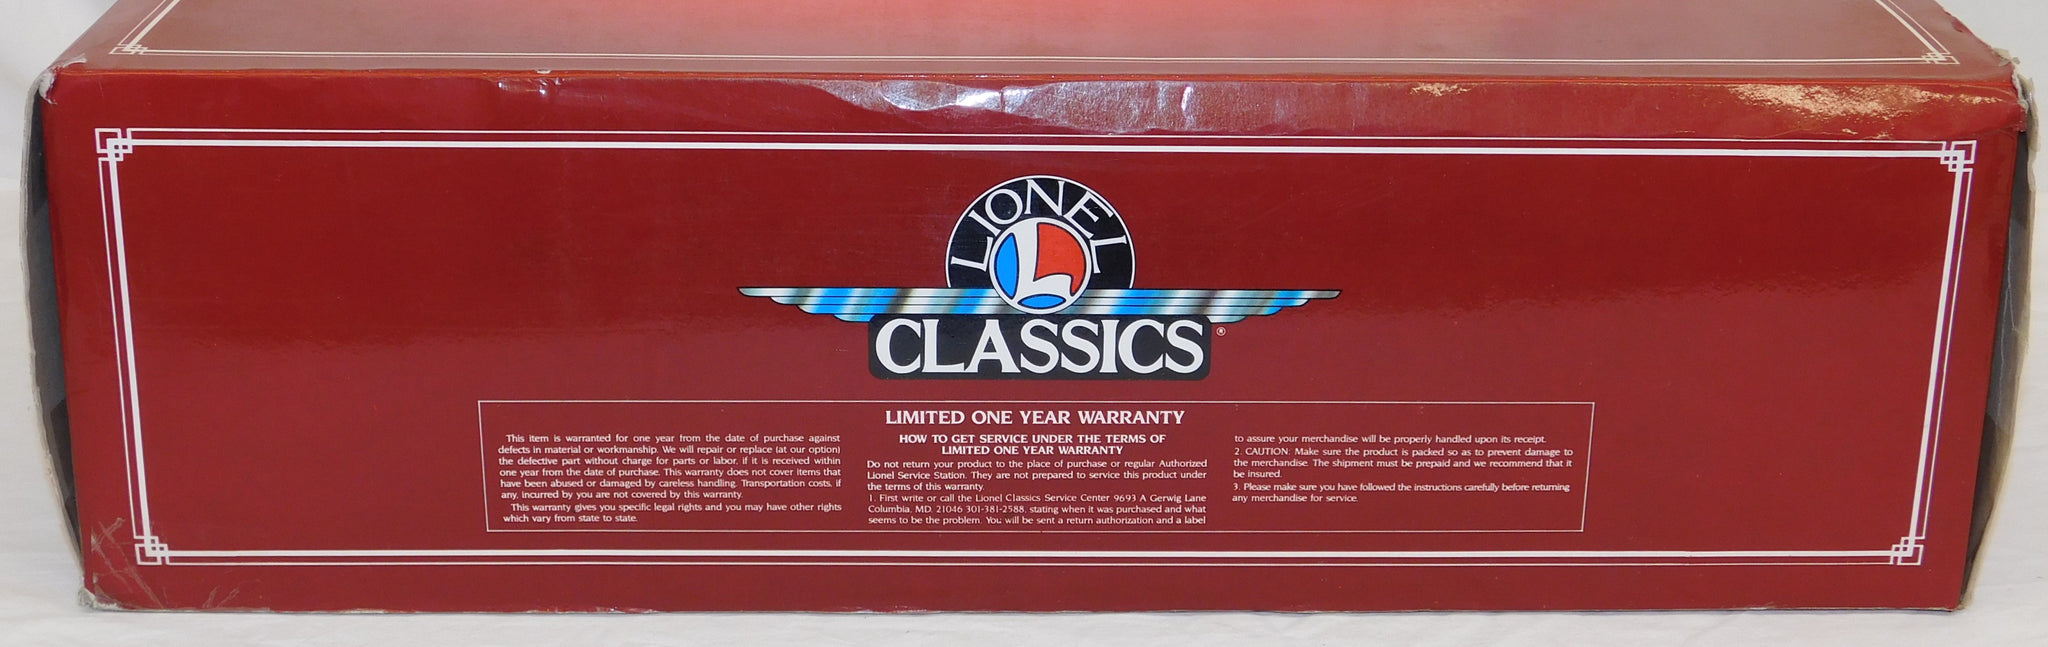 LIONEL
L
CLASSICS ®
LIMITED ONE YEAR WARRANTY
This item is warranted for one year from the date of purchase against
defects in material or workmanship. We will repair or replace (at our option)
the defective part without charge for parts or labor, if it is received within
one year from the date of purchase. This warranty does not cover items that
have been abused or damaged by careless handling. Transportation costs, if
any, incurred by you are not covered by this warranty.
This warranty gives you specific legal rights and you may have other rights
which vary from state to state.
HOW TO GET SERVICE UNDER THE TERMS OF
LIMITED ONE YEAR WARRANTY
Do not return your product to the place of purchase or regular Authorized
Lionel Service Station. They are not prepared to service this product under
the terms of this warranty.
1. First write or call the Lionel Classics Service Center 9693 A Gerwig Lane
Columbia, MD. 21046 301-381-2588, stating when it was purchased and what
seems to be the problem. You will be sent a return authorization and a label
to assure your merchandise will be properly handled upon its receipt.
2. CAUTION: Make sure the product is packed so as to prevent damage to
the merchandise. The shipment must be prepaid and we recommend that it
be insured.
3. Please make sure you have followed the instructions carefully before returning
any merchandise for service.